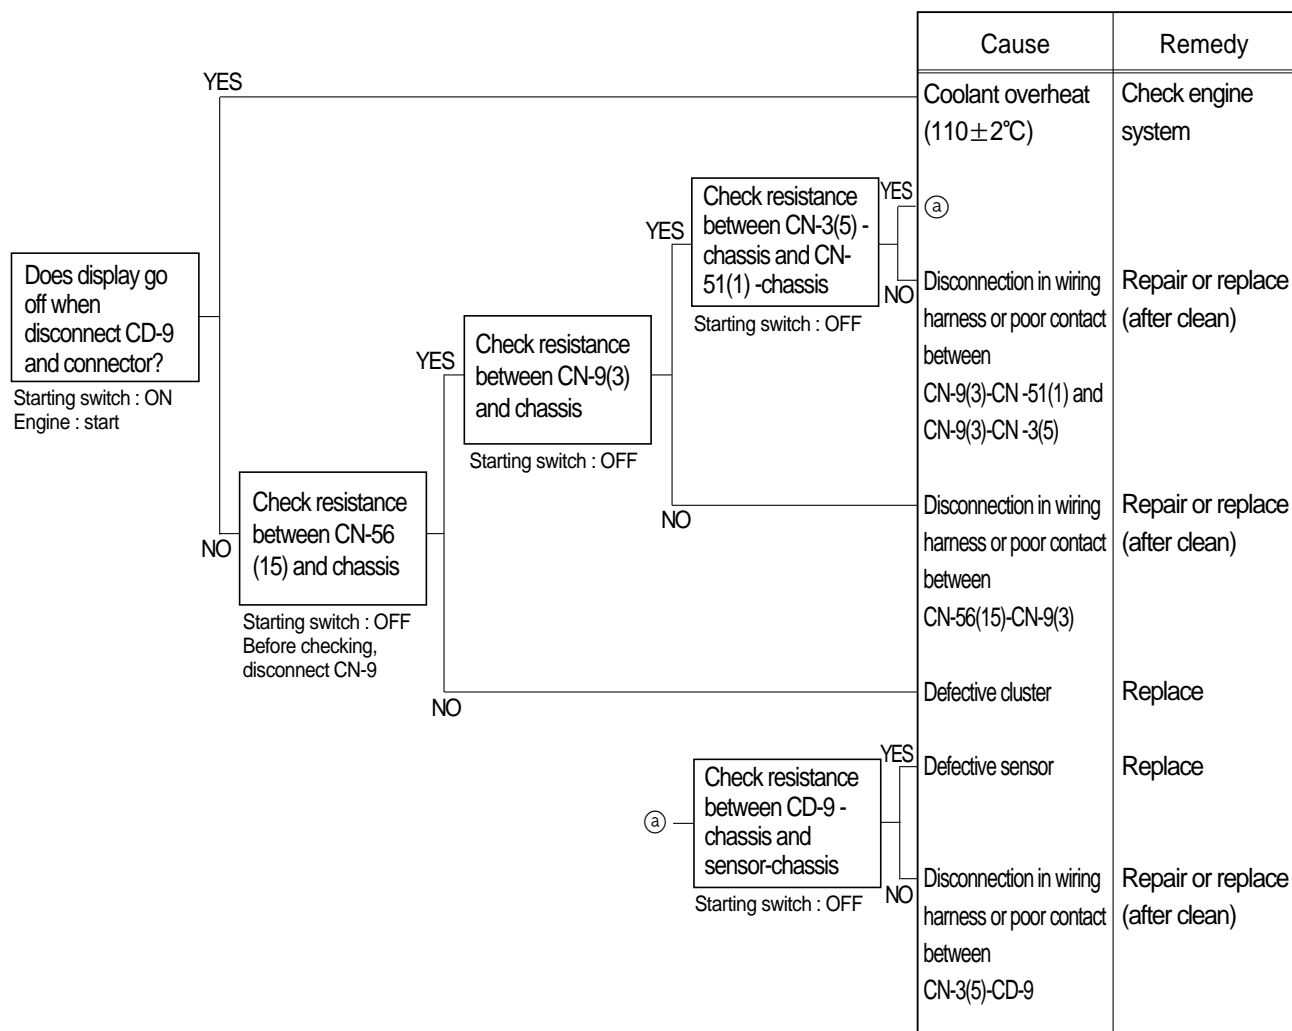 Cause
Remedy
YES
Coolant overheat
(110±2℃)
Check engine
system
Does display go
off when
disconnect CD-9
and connector?
Starting switch : ON
Engine : start
NO
Check resistance
between CN-56
(15) and chassis
Starting switch : OFF
Before checking,
disconnect CN-9
YES
Check resistance
between CN-9(3)
and chassis
Starting switch : OFF
YES
Check resistance
between CN-3(5) -
chassis and CN-
51(1) -chassis
Starting switch : OFF
YES
ⓐ
NO
Disconnection in wiring
harness or poor contact
between
CN-9(3)-CN -51(1) and
CN-9(3)-CN -3(5)
Repair or replace
(after clean)
NO
Disconnection in wiring
harness or poor contact
between
CN-56(15)-CN-9(3)
Repair or replace
(after clean)
NO
Defective cluster
Replace
ⓐ
Check resistance
between CD-9 -
chassis and
sensor-chassis
Starting switch : OFF
YES
Defective sensor
Replace
NO
Disconnection in wiring
harness or poor contact
between
CN-3(5)-CD-9
Repair or replace
(after clean)